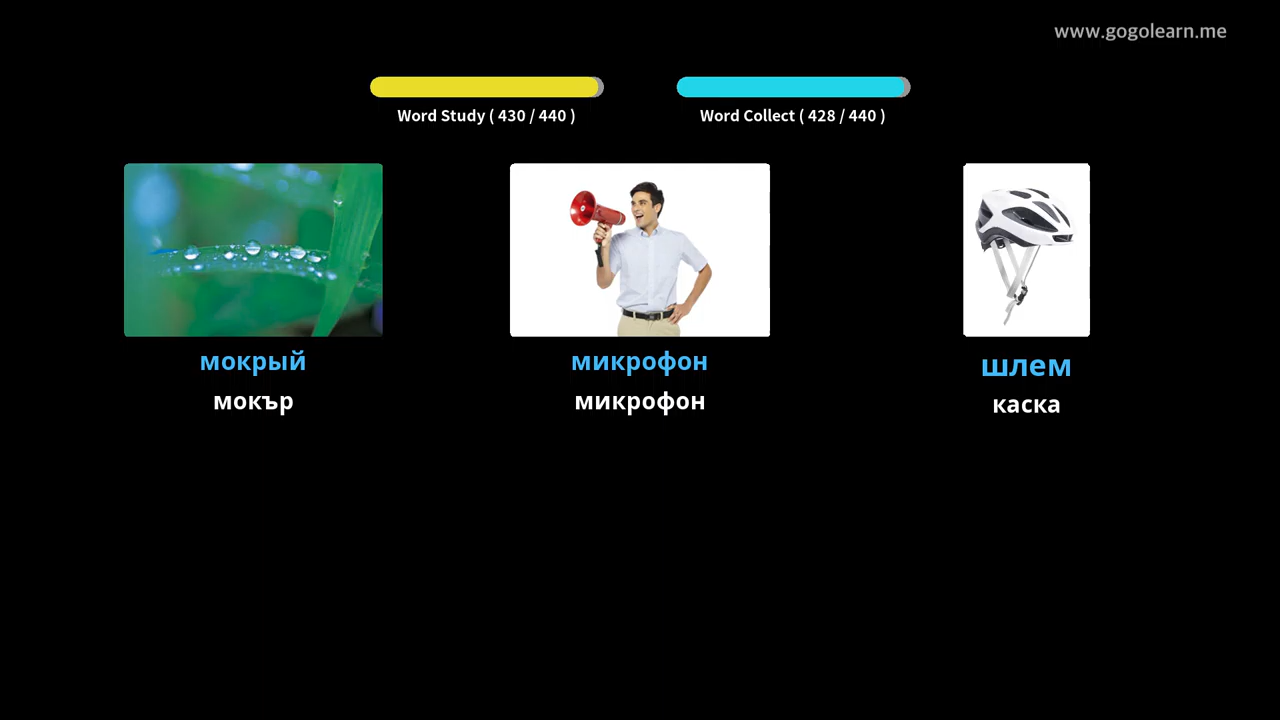 www.gogolearn.me
Word Study ( 430 / 440 )
Word Collect ( 428 / 440 )
мокрый
мокър
микрофон
микрофон
шлем
каска